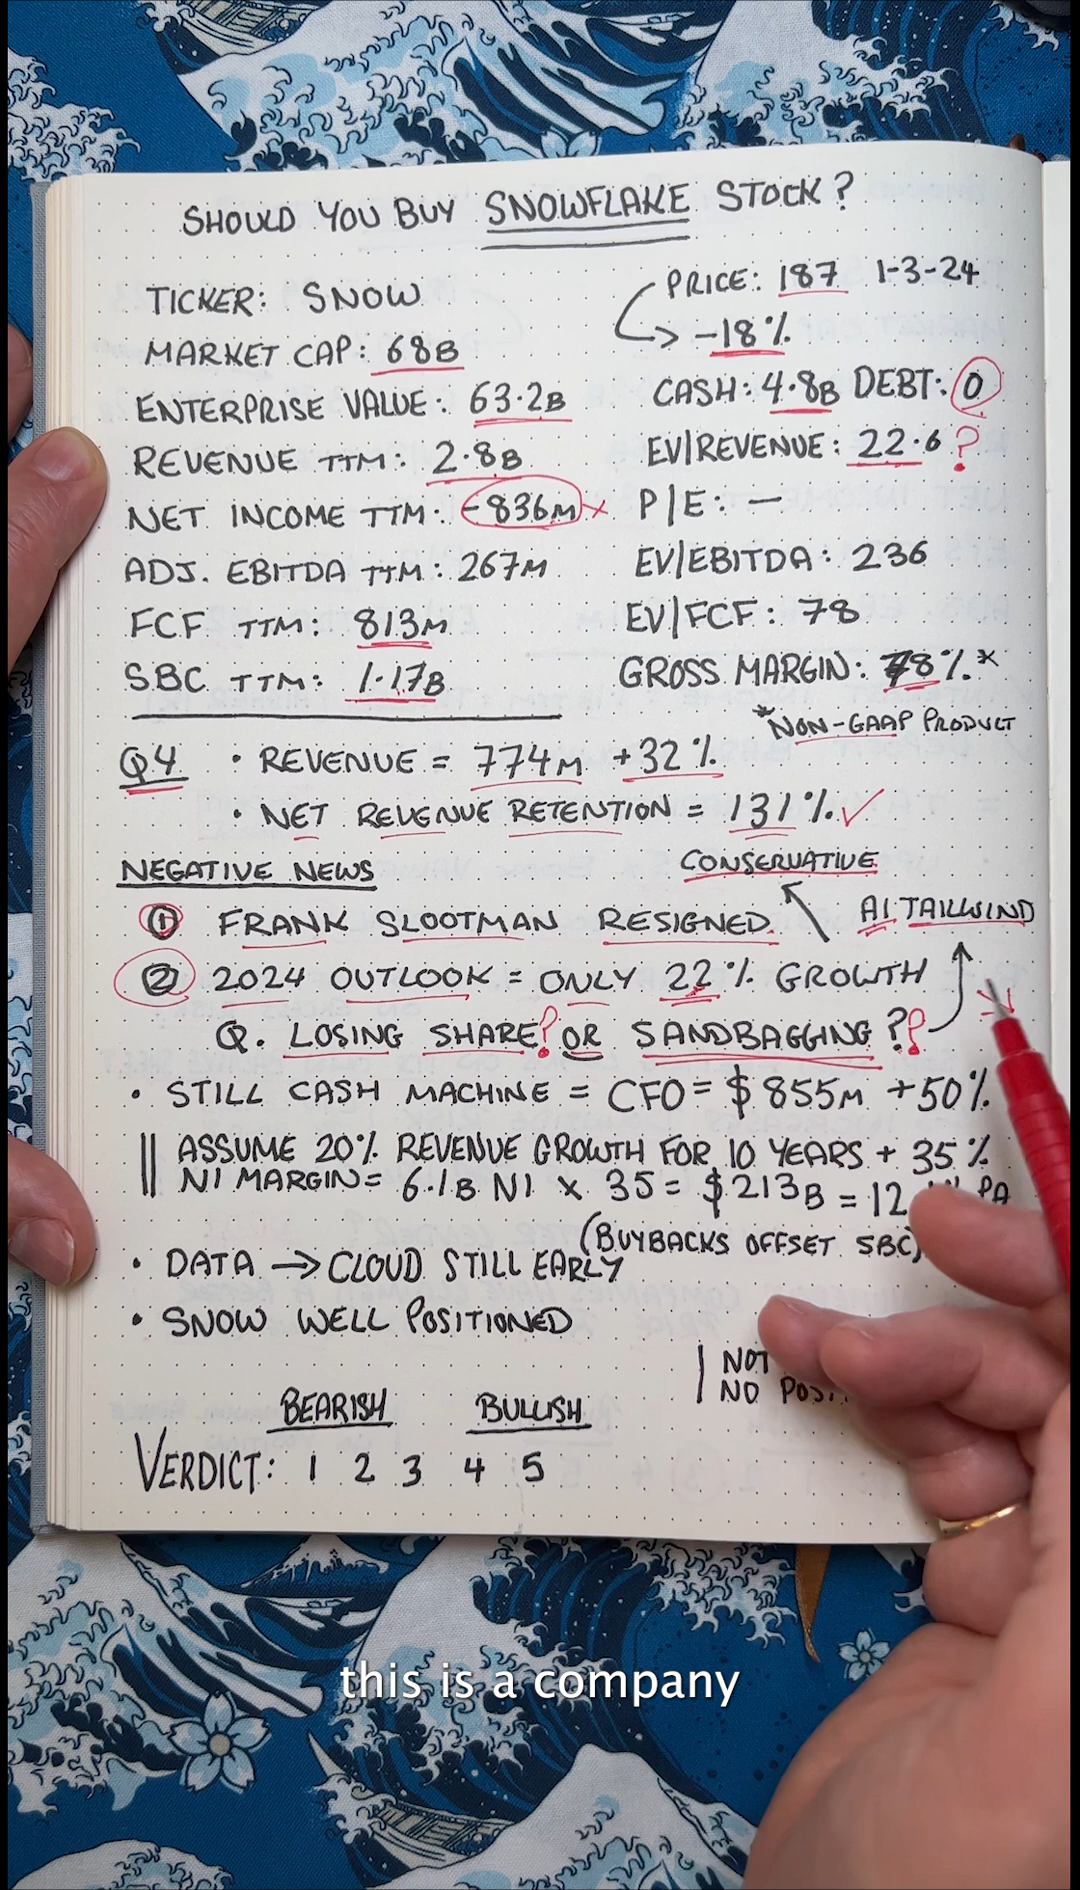 SHOULD YOU BUY SNOWFLAKE STOCK?
TICKER: SNOW
MARKET CAP: 68B
ENTERPRISE VALUE: 63.2B
REVENUE TTM: 2.8B
NET INCOME TTM: -836M x
ADJ. EBITDA TTM: 267M
FCF TTM: 813M
SBC TTM: 1.17B
PRICE: 187 1-3-24
-18%
CASH: 4.8B DEBT: 0
EV/REVENUE: 22.6 ?
P/E: —
EV/EBITDA: 236
EV/FCF: 78
GROSS MARGIN: 78%*
*NON-GAAP PRODUCT
Q4 • REVENUE = 774M +32%
• NET REVENUE RETENTION = 131% ✓
NEGATIVE NEWS
CONSERVATIVE
① FRANK SLOOTMAN RESIGNED
AI TAILWIND
② 2024 OUTLOOK = ONLY 22% GROWTH
Q. LOSING SHARE? OR SANDBAGGING ??
• STILL CASH MACHINE = CFO = $855M +50%
ASSUME 20% REVENUE GROWTH FOR 10 YEARS + 35%
NI MARGIN = 6.1B NI x 35 = $213B = 12 PA
(BUYBACKS OFFSET SBC)
• DATA → CLOUD STILL EARLY
• SNOW WELL POSITIONED
NOT
NO
BEARISH BULLISH
VERDICT: 1 2 3 4 5
this is a company